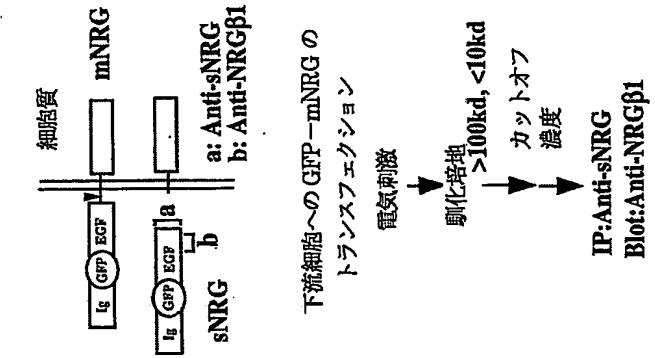 細胞質
mNRG
Ig GFP EGF
Ig GFP EGF
a
b
sNRG
a: Anti-sNRG
b: Anti-NRGβ1
下流細胞へのGFP−mNRGの
トランスフェクション
電気刺激
馴化培地
>100kd, <10kd
カットオフ
濃度
IP:Anti-sNRG
Blot:Anti-NRGβ1